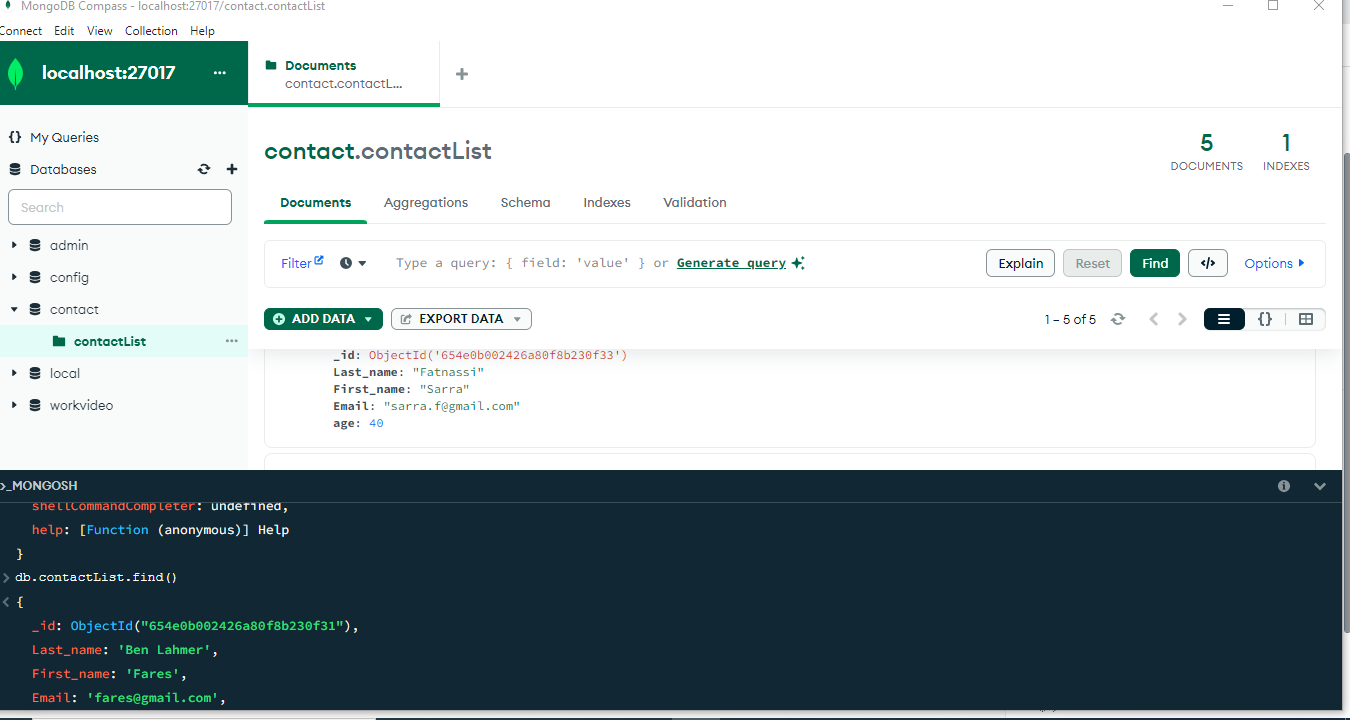 MongoDB Compass - localhost:27017/contact.contactList
Connect Edit View Collection Help
localhost:27017 ···
Documents
contact.contactL...
{} My Queries
Databases
Search
admin
config
contact
contactList ···
local
workvideo
contact.contactList
5
DOCUMENTS
1
INDEXES
Documents Aggregations Schema Indexes Validation
Filter Type a query: { field: 'value' } or Generate query Explain Reset Find </> Options
ADD DATA EXPORT DATA 1 – 5 of 5 {}
_id: ObjectId('654e0b002426a80f8b230f33')
Last_name: "Fatnassi"
First_name: "Sarra"
Email: "sarra.f@gmail.com"
age: 40
>_MONGOSH
shellCommandCompleter: undefined,
help: [Function (anonymous)] Help
}
> db.contactList.find()
< {
_id: ObjectId("654e0b002426a80f8b230f31"),
Last_name: 'Ben Lahmer',
First_name: 'Fares',
Email: 'fares@gmail.com',